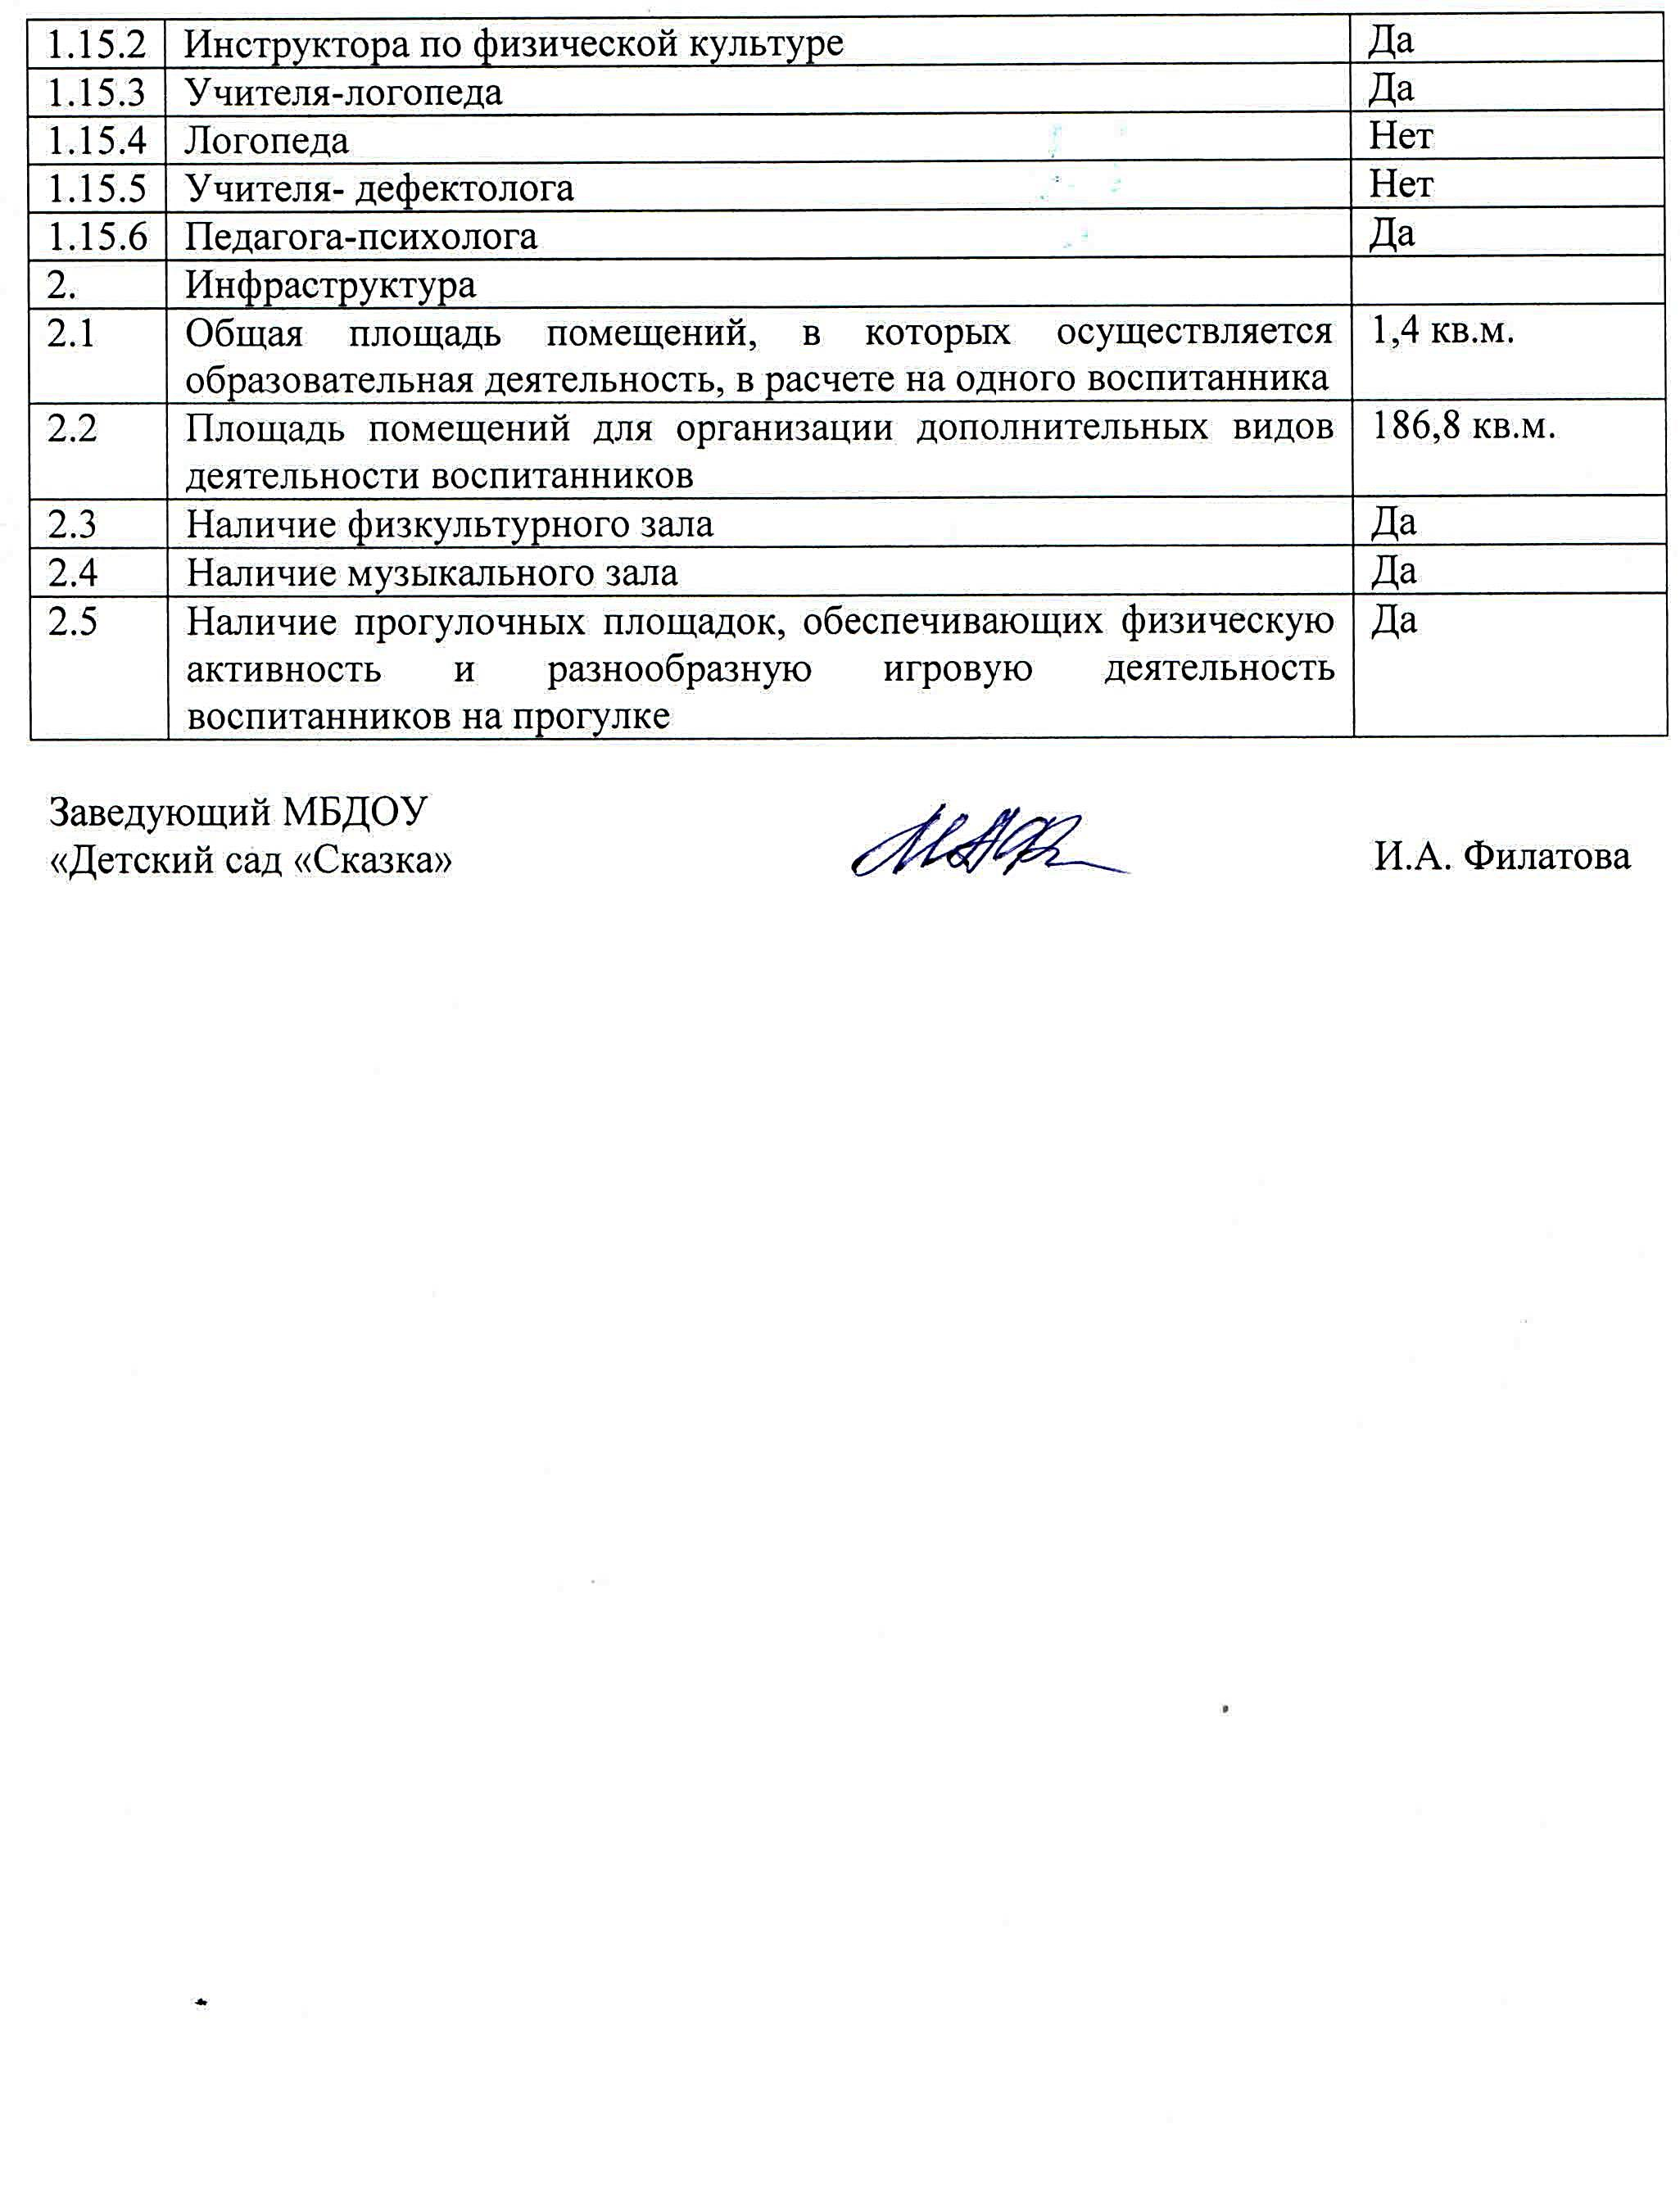 1.15.2 Инструктора по физической культуре Да
1.15.3 Учителя-логопеда Да
1.15.4 Логопеда Нет
1.15.5 Учителя- дефектолога Нет
1.15.6 Педагога-психолога Да
2. Инфраструктура
2.1 Общая площадь помещений, в которых осуществляется 1,4 кв.м.
образовательная деятельность, в расчете на одного воспитанника
2.2 Площадь помещений для организации дополнительных видов 186,8 кв.м.
деятельности воспитанников
2.3 Наличие физкультурного зала Да
2.4 Наличие музыкального зала Да
2.5 Наличие прогулочных площадок, обеспечивающих физическую Да
активность и разнообразную игровую деятельность
воспитанников на прогулке
Заведующий МБДОУ
«Детский сад «Сказка» И.А. Филатова